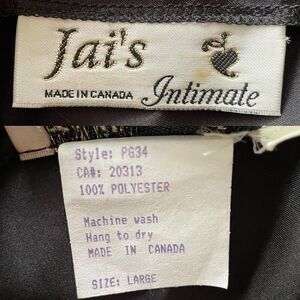 Jai's
MADE IN CANADA Intimate
Style: PG34
CA#: 20313
100% POLYESTER
Machine wash
Hang to dry
MADE IN CANADA
SIZE: LARGE